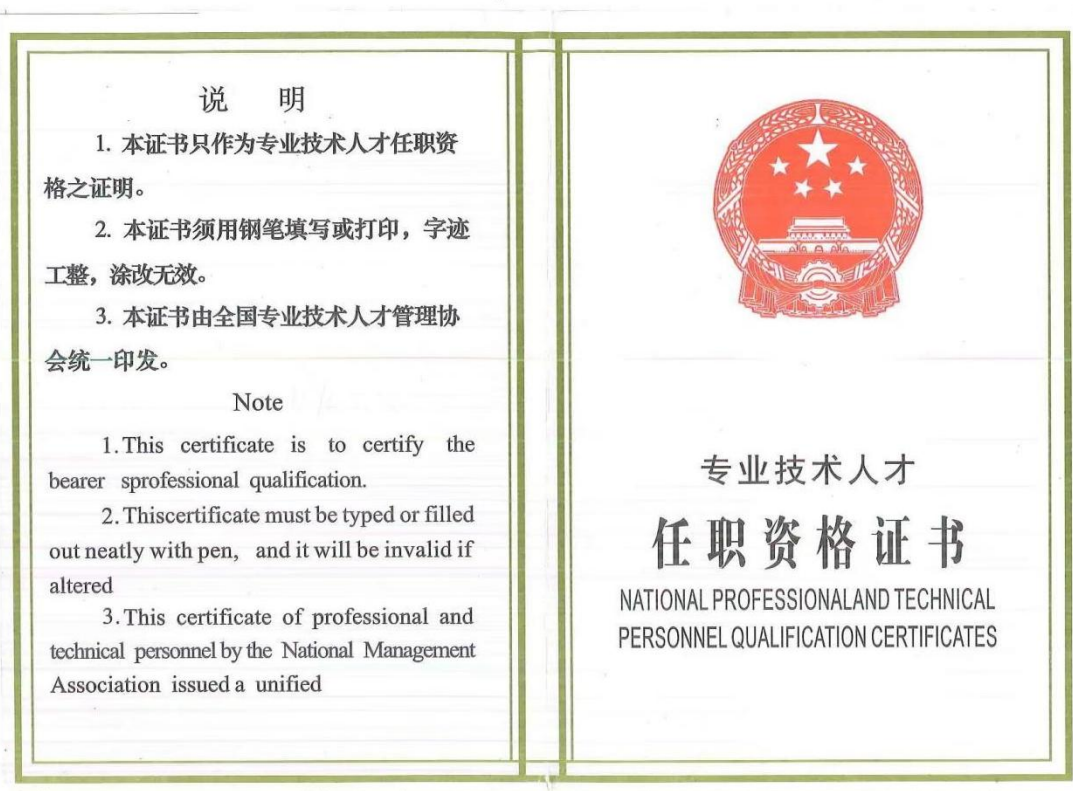 说 明
1. 本证书只作为专业技术人才任职资
格之证明。
2. 本证书须用钢笔填写或打印，字迹
工整，涂改无效。
3. 本证书由全国专业技术人才管理协
会统一印发。
Note
1.This certificate is to certify the
bearer sprofessional qualification.
2.Thiscertificate must be typed or filled
out neatly with pen, and it will be invalid if
altered
3.This certificate of professional and
technical personnel by the National Management
Association issued a unified
专业技术人才
任职资格证书
NATIONAL PROFESSIONALAND TECHNICAL
PERSONNEL QUALIFICATION CERTIFICATES